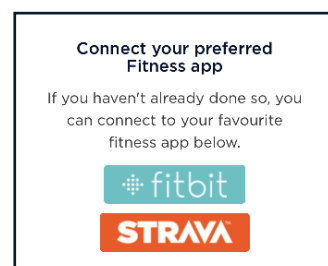 Connect your preferred
Fitness app
If you haven't already done so, you
can connect to your favourite
fitness app below.
fitbit
STRAVA